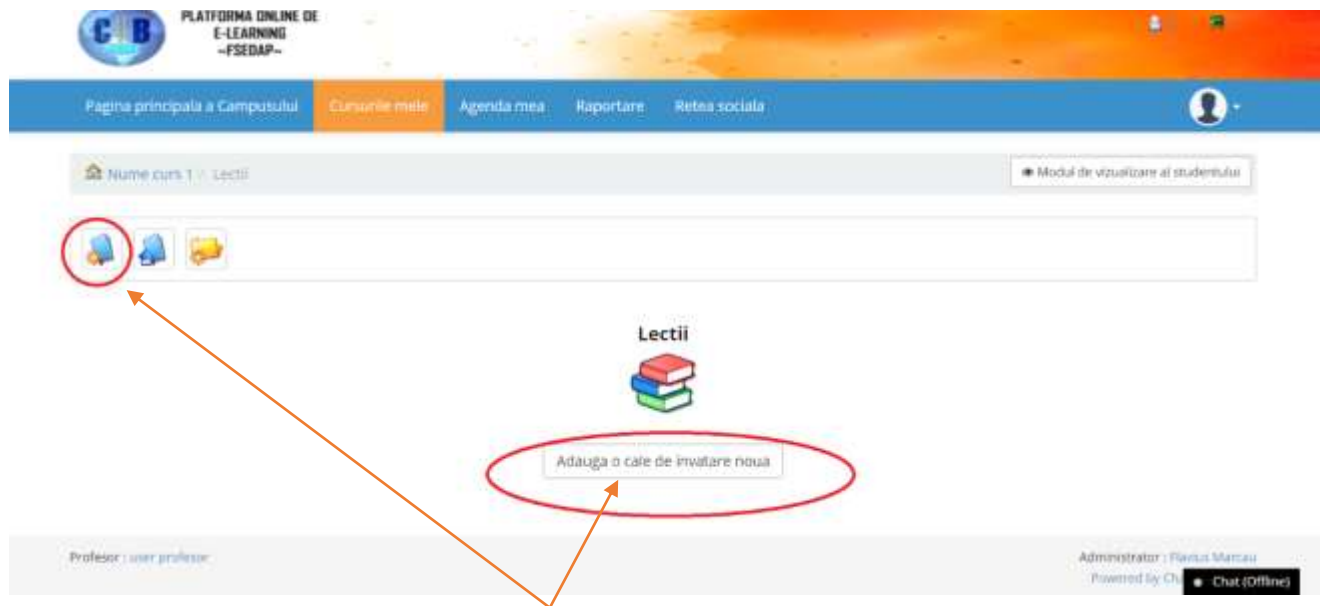 C B
PLATFORMA ONLINE DE
E-LEARNING
~FSEDAP~
Pagina principala a Campusului Cursurile mele Agenda mea Raportare Retea sociala
Nume curs 1 / Lectii
Modul de vizualizare al studentului
Lectii
Adauga o cale de invatare noua
Profesor : user profesor
Administrator : Flavius Marcau
Powered by
Chat (Offline)